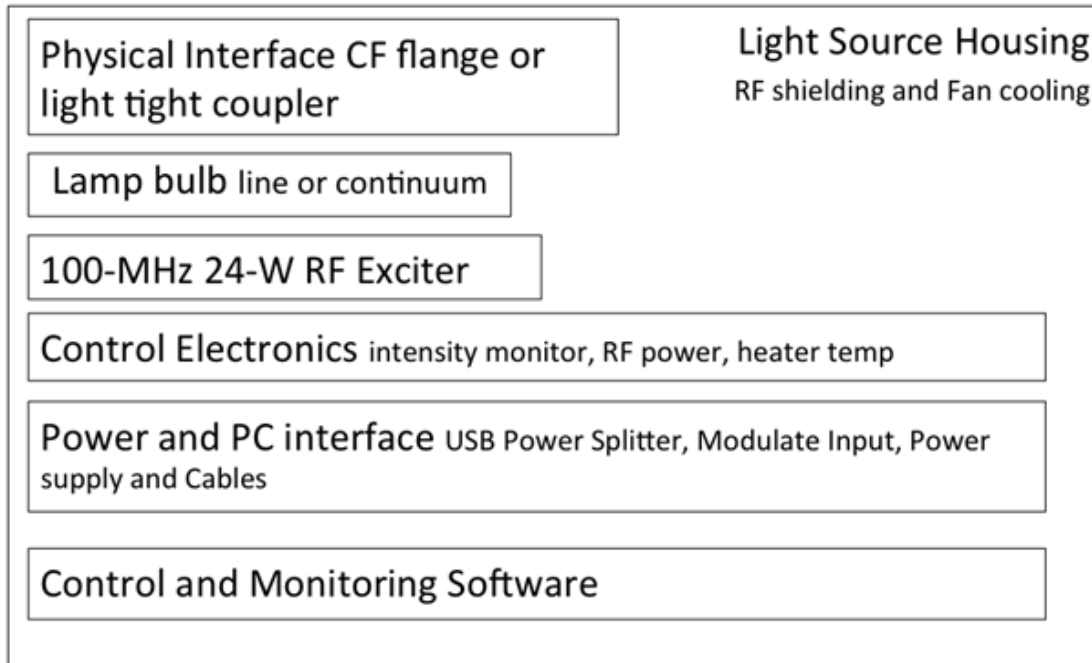 Physical Interface CF flange or
light tight coupler
Light Source Housing
RF shielding and Fan cooling
Lamp bulb line or continuum
100-MHz 24-W RF Exciter
Control Electronics intensity monitor, RF power, heater temp
Power and PC interface USB Power Splitter, Modulate Input, Power
supply and Cables
Control and Monitoring Software